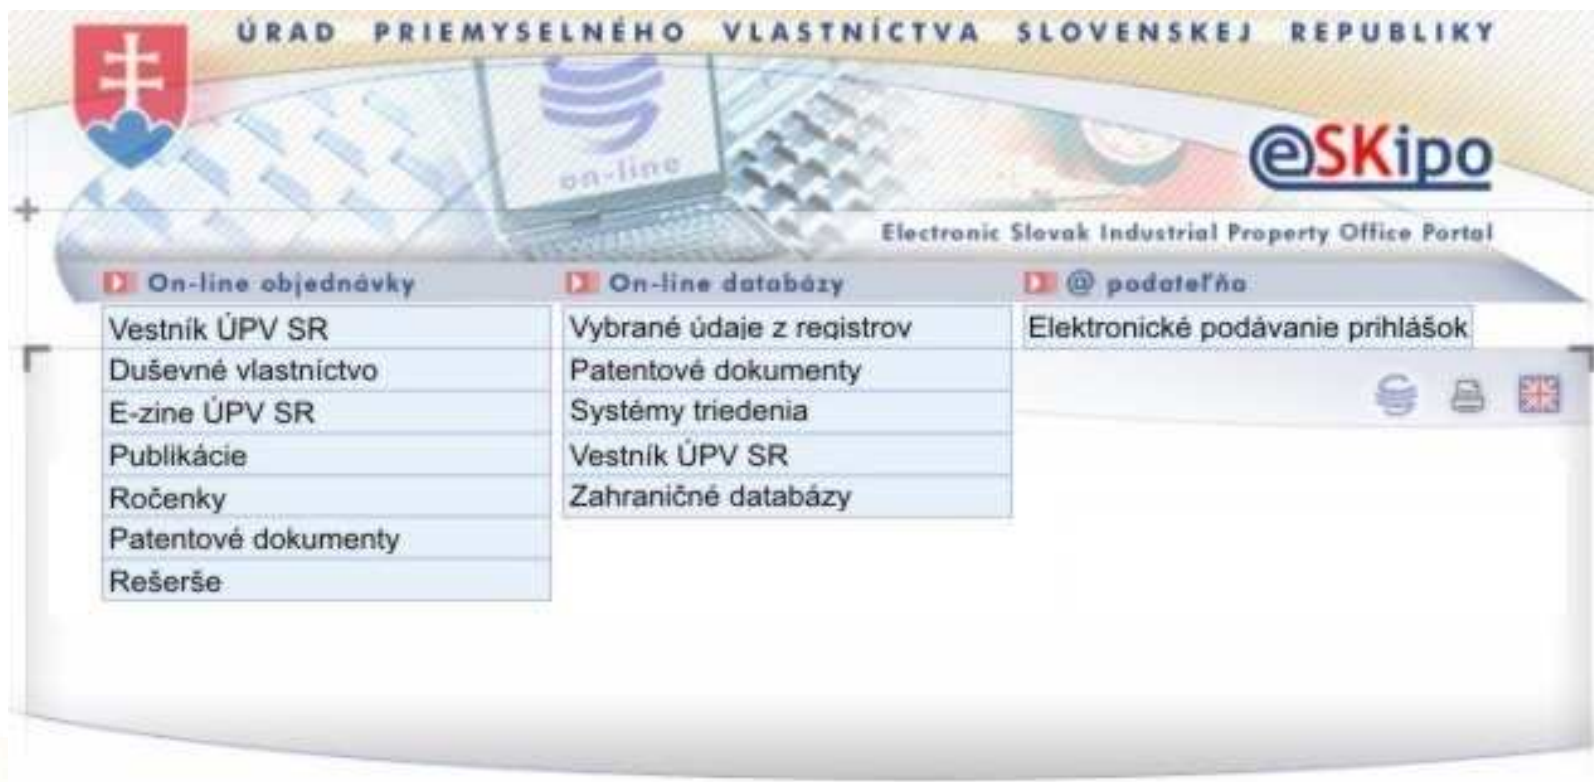 ÚRAD PRIEMYSELNÉHO VLASTNÍCTVA SLOVENSKEJ REPUBLIKY
on-line
@SKipo
Electronic Slovak Industrial Property Office Portal
On-line objednávky
Vestník ÚPV SR
Duševné vlastníctvo
E-zine ÚPV SR
Publikácie
Ročenky
Patentové dokumenty
Rešerše
On-line databázy
Vybrané údaje z registrov
Patentové dokumenty
Systémy triedenia
Vestník ÚPV SR
Zahraničné databázy
@ podateľňa
Elektronické podávanie prihlášok